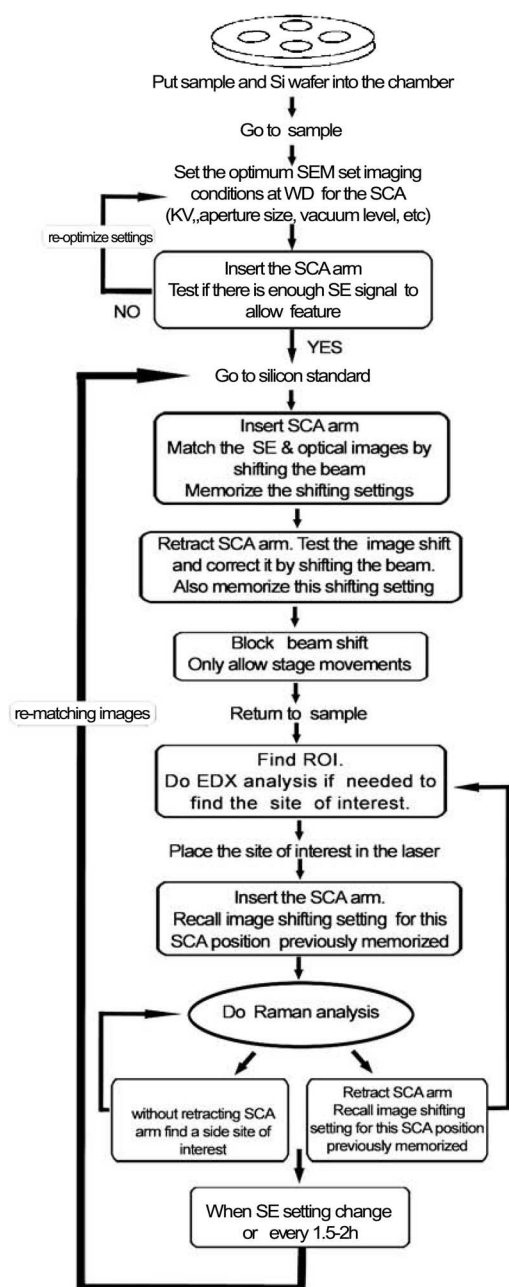 Put sample and Si wafer into the chamber
Go to sample
Set the optimum SEM set imaging
conditions at WD for the SCA
(KV,,aperture size, vacuum level, etc)
re-optimize settings
Insert the SCA arm
Test if there is enough SE signal to
allow feature
NO
YES
Go to silicon standard
Insert SCA arm
Match the SE & optical images by
shifting the beam
Memorize the shifting settings
Retract SCA arm. Test the image shift
and correct it by shifting the beam.
Also memorize this shifting setting
Block beam shift
Only allow stage movements
re-matching images
Return to sample
Find ROI.
Do EDX analysis if needed to
find the site of interest.
Place the site of interest in the laser
Insert the SCA arm.
Recall image shifting setting for this
SCA position previously memorized
Do Raman analysis
without retracting SCA
arm find a side site of
interest
Retract SCA arm
Recall image shifting
setting for this SCA position
previously memorized
When SE setting change
or every 1.5-2h